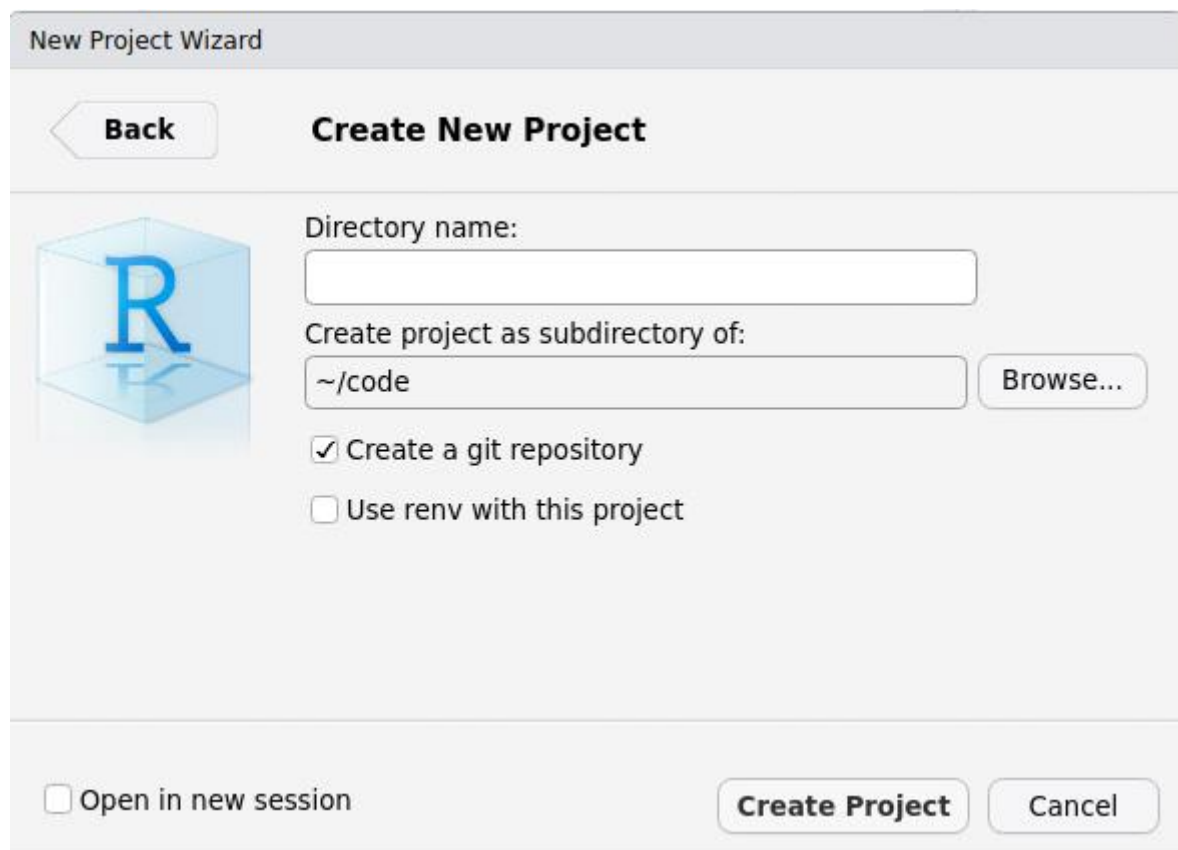 New Project Wizard
Back
Create New Project
R
Directory name:
Create project as subdirectory of:
~/code
Browse...
Create a git repository
Use renv with this project
Open in new session
Create Project
Cancel